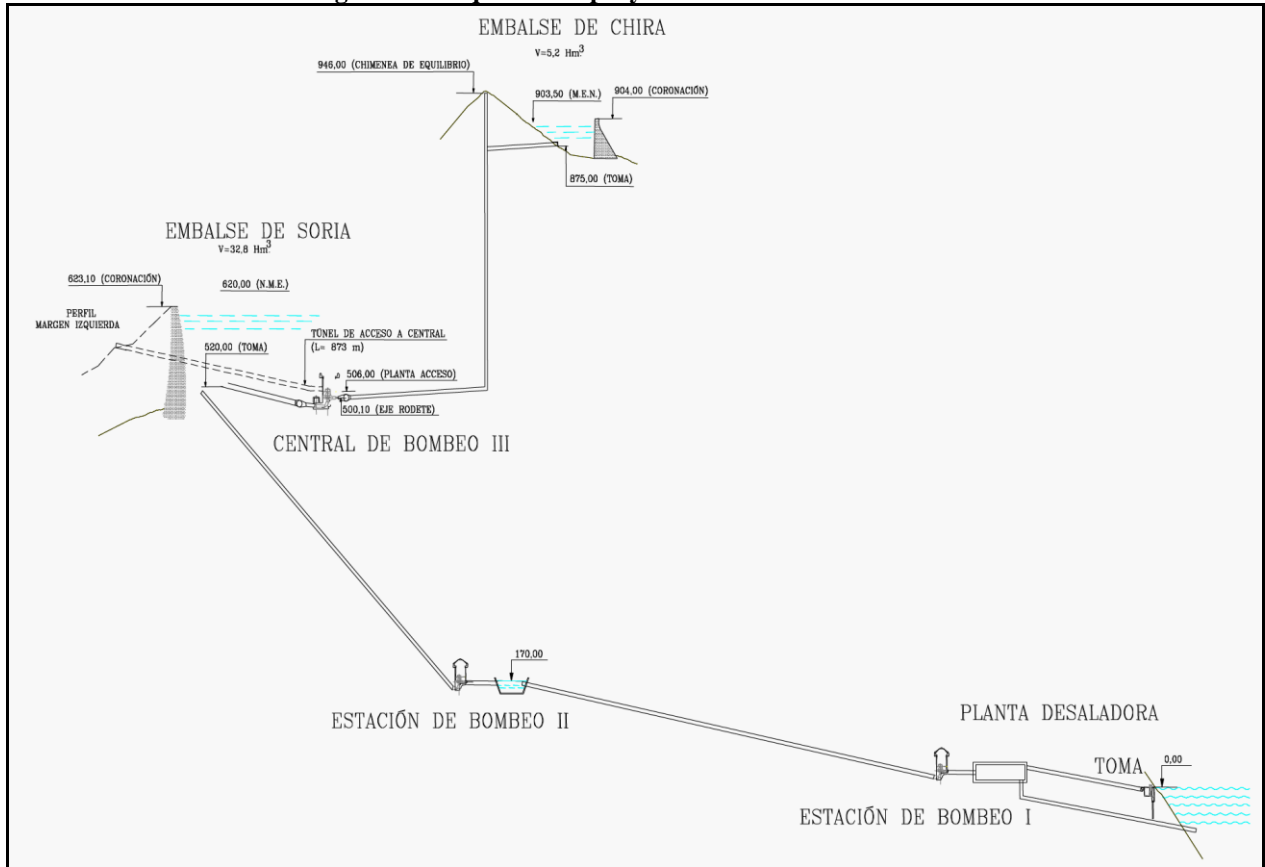 EMBALSE DE CHIRA
V=5,2 Hm³
946,00 (CHIMENEA DE EQUILIBRIO)
903,50 (M.E.N.)
904,00 (CORONACIÓN)
875,00 (TOMA)
EMBALSE DE SORIA
V=32,8 Hm³
623,10 (CORONACIÓN)
620,00 (N.M.E.)
PERFIL
MARGEN IZQUIERDA
TÚNEL DE ACCESO A CENTRAL
(L= 873 m)
520,00 (TOMA)
506,00 (PLANTA ACCESO)
500,10 (EJE RODETE)
CENTRAL DE BOMBEO III
170,00
ESTACIÓN DE BOMBEO II
PLANTA DESALADORA
TOMA
0,00
ESTACIÓN DE BOMBEO I